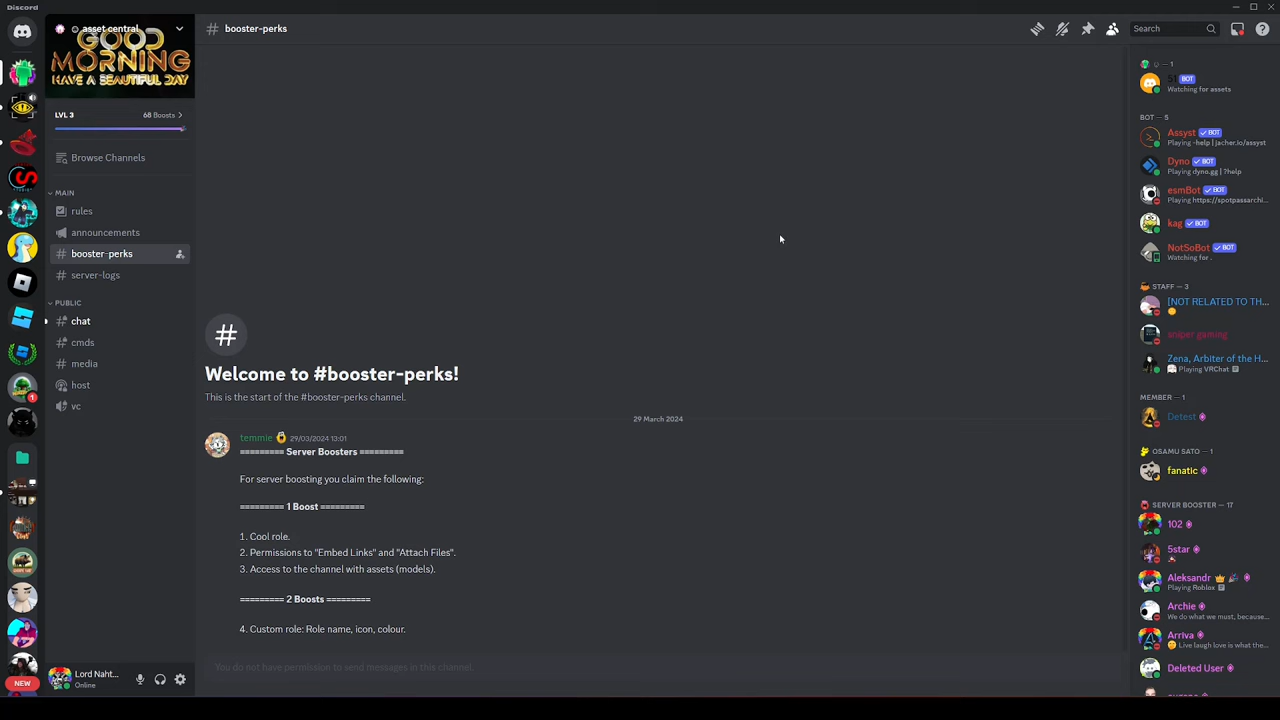 Discord
asset central
GOOD
MORNING
HAVE A BEAUTIFUL DAY
LVL 3
68 Boosts
Browse Channels
MAIN
rules
announcements
booster-perks
server-logs
PUBLIC
chat
cmds
media
host
vc
1
NEW
Lord Naht...
Online
booster-perks
Search
Welcome to #booster-perks!
This is the start of the #booster-perks channel.
29 March 2024
temmie 29/03/2024 13:01
========= Server Boosters =========
For server boosting you claim the following:
========= 1 Boost =========
1. Cool role.
2. Permissions to "Embed Links" and "Attach Files".
3. Access to the channel with assets (models).
========= 2 Boosts =========
4. Custom role: Role name, icon, colour.
You do not have permission to send messages in this channel.
— 1
51 BOT
Watching for assets
BOT — 5
Assyst BOT
Playing -help | jacher.io/assyst
Dyno BOT
Playing dyno.gg | ?help
esmBot BOT
Playing https://spotpassarchi...
kag BOT
NotSoBot BOT
Watching for .
STAFF — 3
[NOT RELATED TO TH...
sniper gaming
Zena, Arbiter of the H...
Playing VRChat
MEMBER — 1
Detest
OSAMU SATO — 1
fanatic
SERVER BOOSTER — 17
102
5star
Aleksandr
Playing Roblox
Archie
We do what we must, because...
Arriva
Live laugh love is what the...
Deleted User